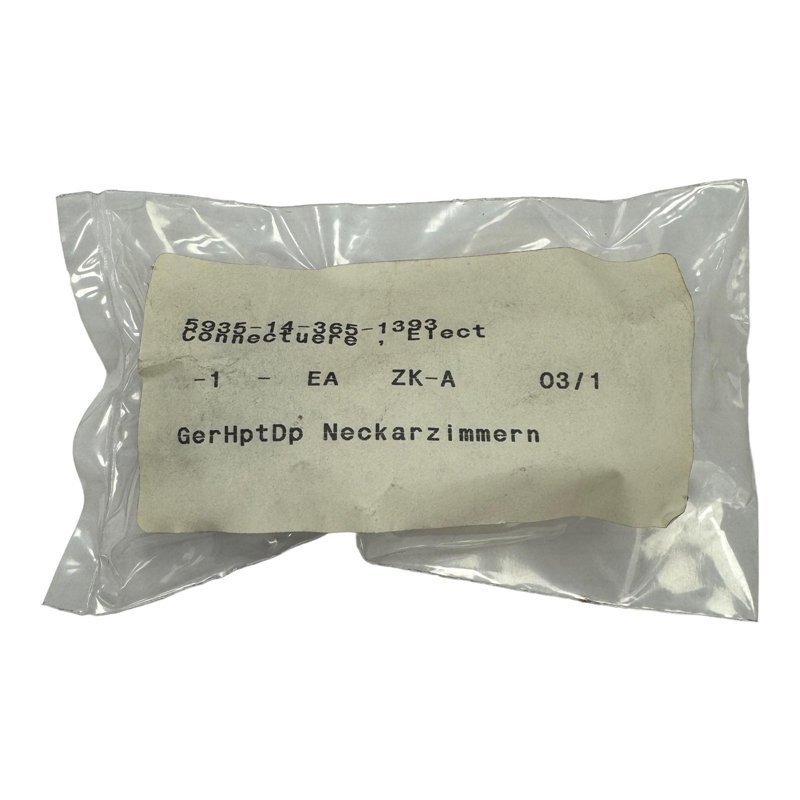 5935-14-365-1393
Connectuere , Elect
-1 - EA ZK-A 03/1
GerHptDp Neckarzimmern